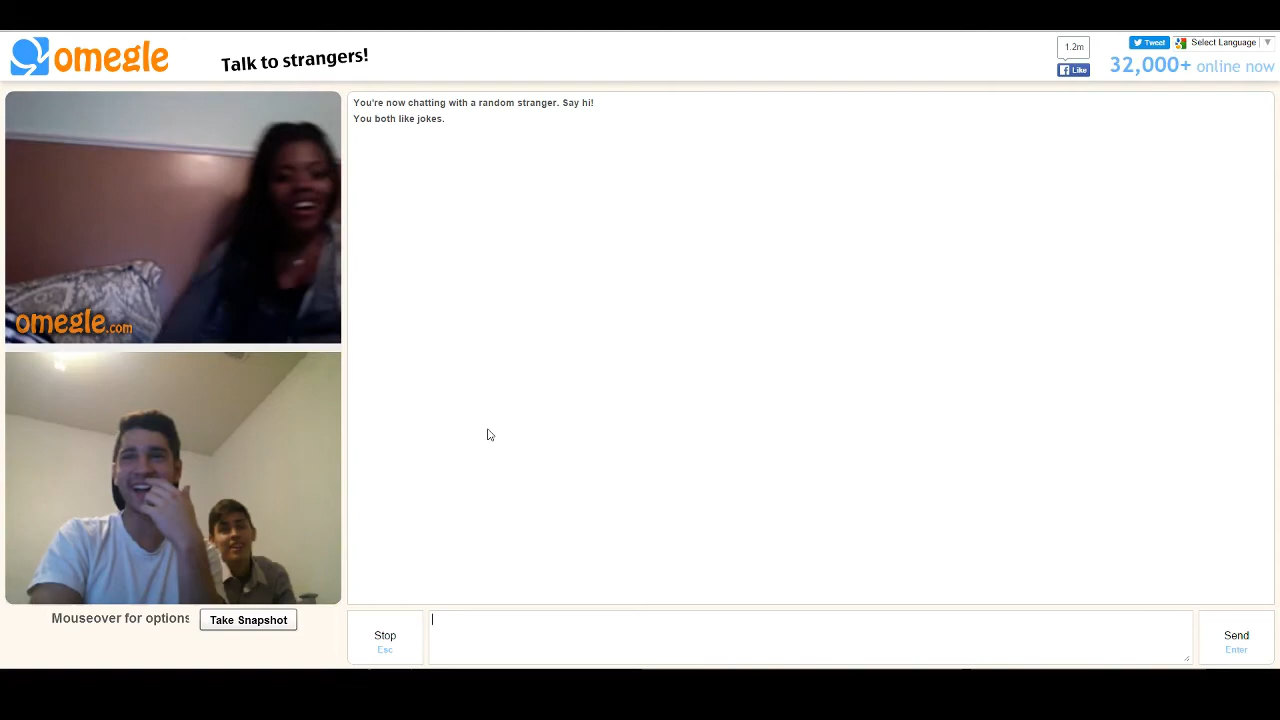 omegle
Talk to strangers!
1.2m
Like
Tweet
Select Language
32,000+ online now
omegle.com
You're now chatting with a random stranger. Say hi!
You both like jokes.
Mouseover for options
Take Snapshot
Stop
Esc
Send
Enter